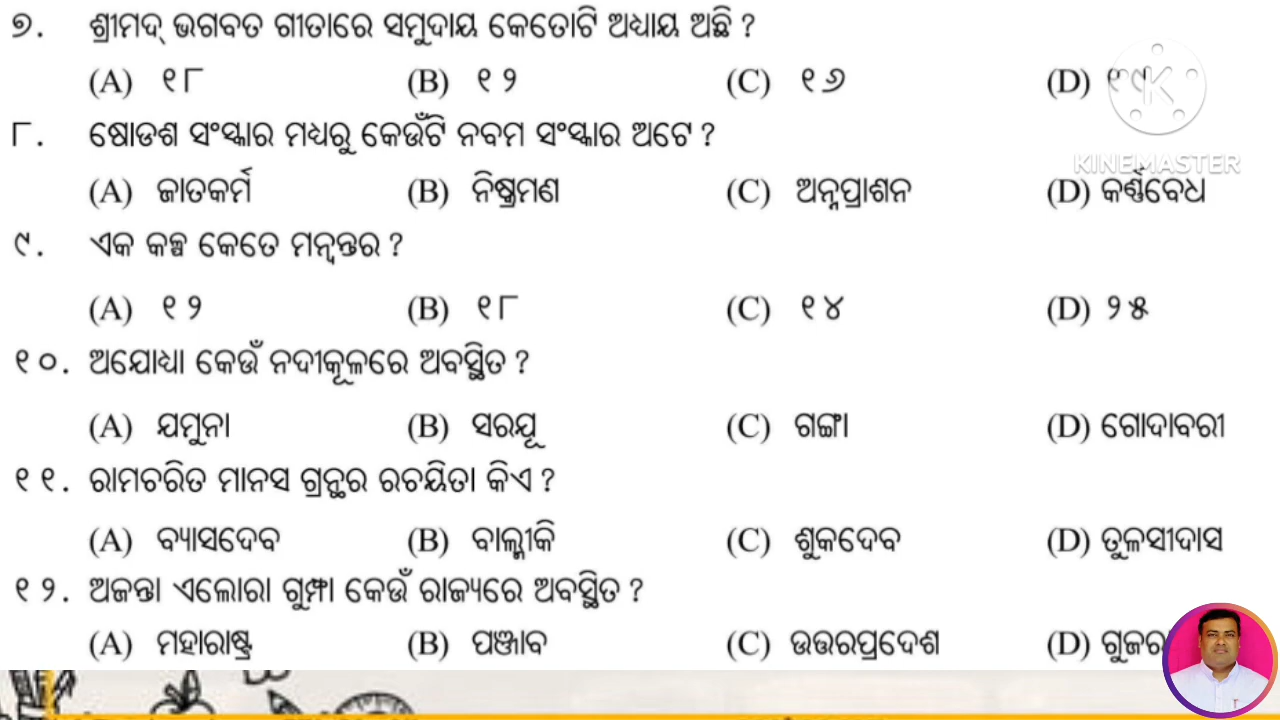 ୭. ଶ୍ରୀମଦ୍ ଭଗବତ ଗୀତାରେ ସମୁଦାୟ କେତୋଟି ଅଧ୍ୟାୟ ଅଛି ?
(A) ୧୮ (B) ୧୨ (C) ୧୬ (D) ୧୯
KINEMASTER
୮. ଷୋଡଶ ସଂସ୍କାର ମଧ୍ୟରୁ କେଉଁଟି ନବମ ସଂସ୍କାର ଅଟେ ?
(A) ଜାତକର୍ମ (B) ନିଷ୍କ୍ରମଣ (C) ଅନ୍ନପ୍ରାଶନ (D) କର୍ଣ୍ଣବେଧ
୯. ଏକ କଳ୍ପ କେତେ ମନ୍ୱନ୍ତର ?
(A) ୧୨ (B) ୧୮ (C) ୧୪ (D) ୨୫
୧୦. ଅଯୋଧ୍ୟା କେଉଁ ନଦୀକୂଳରେ ଅବସ୍ଥିତ ?
(A) ଯମୁନା (B) ସରଯୂ (C) ଗଙ୍ଗା (D) ଗୋଦାବରୀ
୧୧. ରାମଚରିତ ମାନସ ଗ୍ରନ୍ଥର ରଚୟିତା କିଏ ?
(A) ବ୍ୟାସଦେବ (B) ବାଲ୍ମୀକି (C) ଶୁକଦେବ (D) ତୁଳସୀଦାସ
୧୨. ଅଜନ୍ତା ଏଲୋରା ଗୁମ୍ଫା କେଉଁ ରାଜ୍ୟରେ ଅବସ୍ଥିତ ?
(A) ମହାରାଷ୍ଟ୍ର (B) ପଞ୍ଜାବ (C) ଉତ୍ତରପ୍ରଦେଶ (D) ଗୁଜର